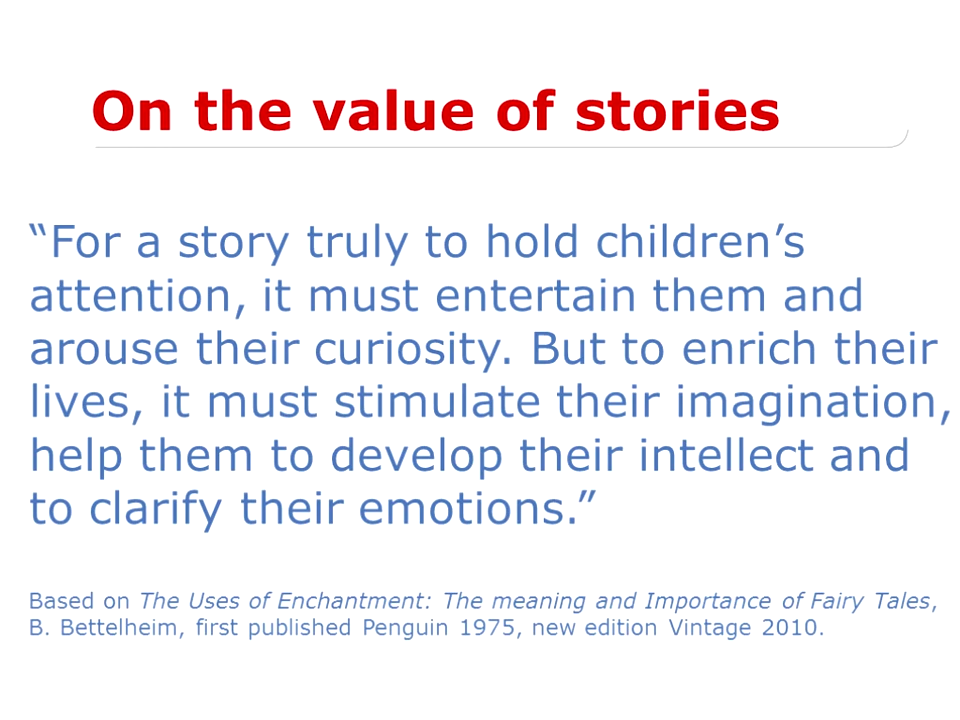 On the value of stories
“For a story truly to hold children’s
attention, it must entertain them and
arouse their curiosity. But to enrich their
lives, it must stimulate their imagination,
help them to develop their intellect and
to clarify their emotions.”
Based on The Uses of Enchantment: The meaning and Importance of Fairy Tales,
B. Bettelheim, first published Penguin 1975, new edition Vintage 2010.